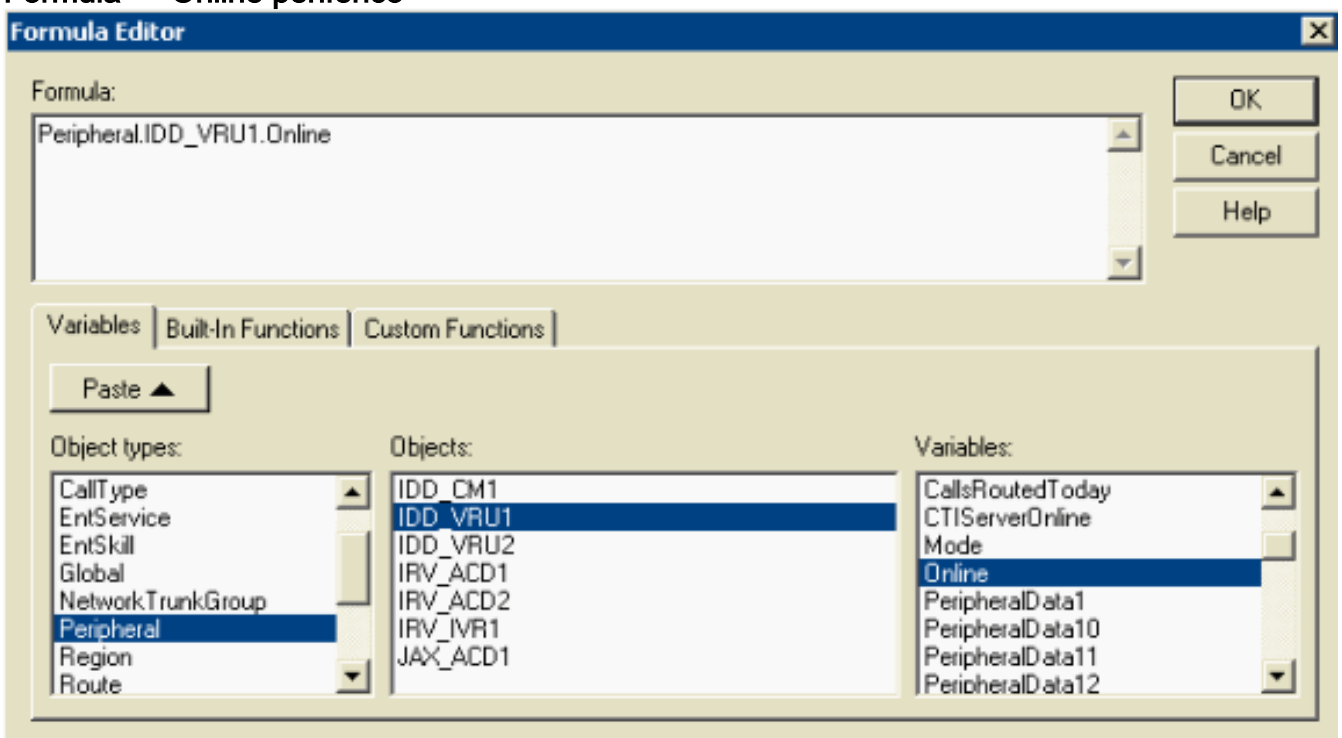 Formula Editor
Formula:
OK
Peripheral.IDD_VRU1.Online
Cancel
Help
Variables
Built-In Functions
Custom Functions
Paste
Object types:
Objects:
Variables:
CallType
EntService
EntSkill
Global
NetworkTrunkGroup
Peripheral
Region
Route
IDD_CM1
IDD_VRU1
IDD_VRU2
IRV_ACD1
IRV_ACD2
IRV_IVR1
JAX_ACD1
CallsRoutedToday
CTIServerOnline
Mode
Online
PeripheralData1
PeripheralData10
PeripheralData11
PeripheralData12